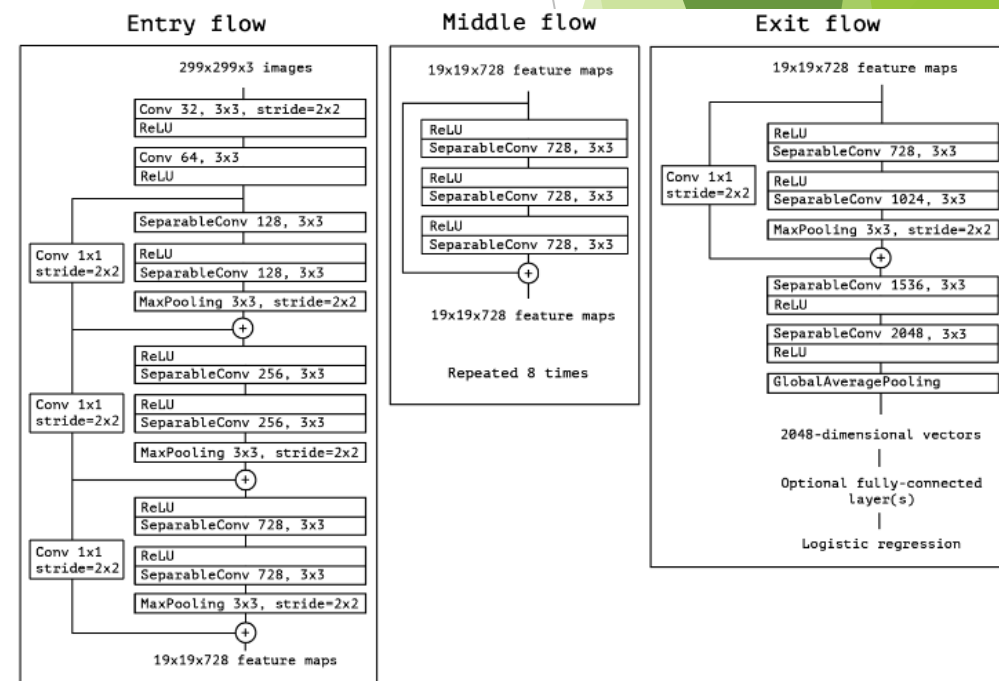 Entry flow
299x299x3 images
Conv 32, 3x3, stride=2x2
ReLU
Conv 64, 3x3
ReLU
SeparableConv 128, 3x3
Conv 1x1
stride=2x2
ReLU
SeparableConv 128, 3x3
MaxPooling 3x3, stride=2x2
+
ReLU
SeparableConv 256, 3x3
Conv 1x1
stride=2x2
ReLU
SeparableConv 256, 3x3
MaxPooling 3x3, stride=2x2
+
ReLU
SeparableConv 728, 3x3
Conv 1x1
stride=2x2
ReLU
SeparableConv 728, 3x3
MaxPooling 3x3, stride=2x2
+
19x19x728 feature maps
Middle flow
19x19x728 feature maps
ReLU
SeparableConv 728, 3x3
ReLU
SeparableConv 728, 3x3
ReLU
SeparableConv 728, 3x3
+
19x19x728 feature maps
Repeated 8 times
Exit flow
19x19x728 feature maps
ReLU
SeparableConv 728, 3x3
Conv 1x1
stride=2x2
ReLU
SeparableConv 1024, 3x3
MaxPooling 3x3, stride=2x2
+
SeparableConv 1536, 3x3
ReLU
SeparableConv 2048, 3x3
ReLU
GlobalAveragePooling
2048-dimensional vectors
Optional fully-connected
layer(s)
Logistic regression